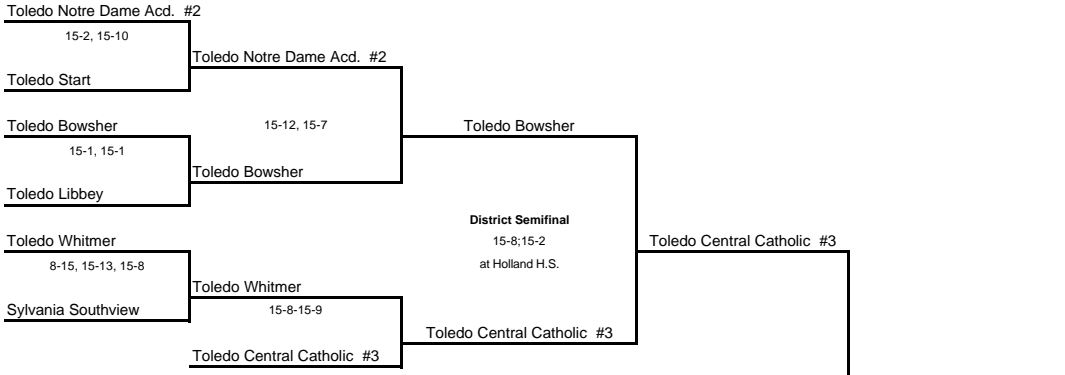 Toledo Notre Dame Acd.  #2
15-2, 15-10
Toledo Notre Dame Acd.  #2
Toledo Start
Toledo Bowsher
15-12, 15-7
Toledo Bowsher
15-1, 15-1
Toledo Bowsher
Toledo Libbey
District Semifinal
Toledo Whitmer
15-8;15-2
Toledo Central Catholic  #3
8-15, 15-13, 15-8
at Holland H.S.
Toledo Whitmer
Sylvania Southview
15-8-15-9
Toledo Central Catholic  #3
Toledo Central Catholic  #3